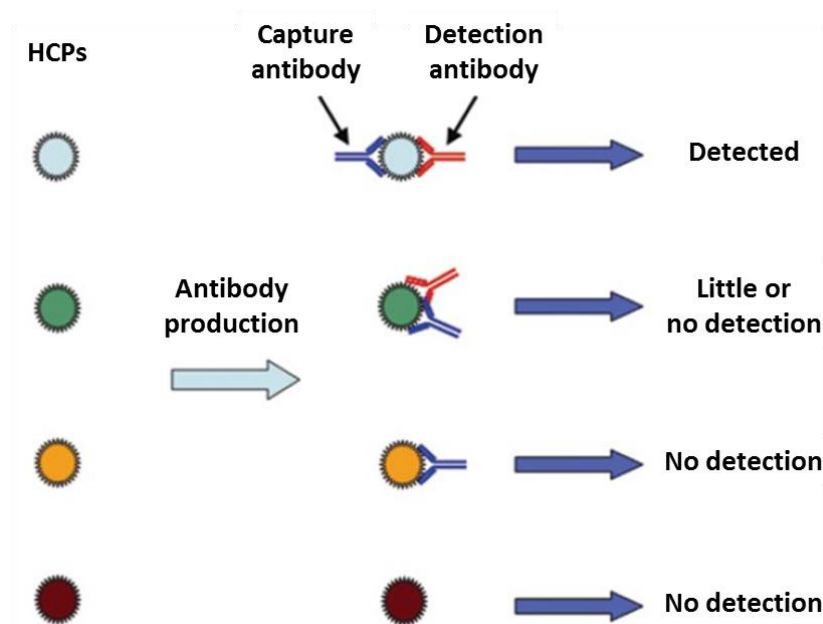 HCPs
Capture
antibody
Detection
antibody
Detected
Antibody
production
Little or
no detection
No detection
No detection